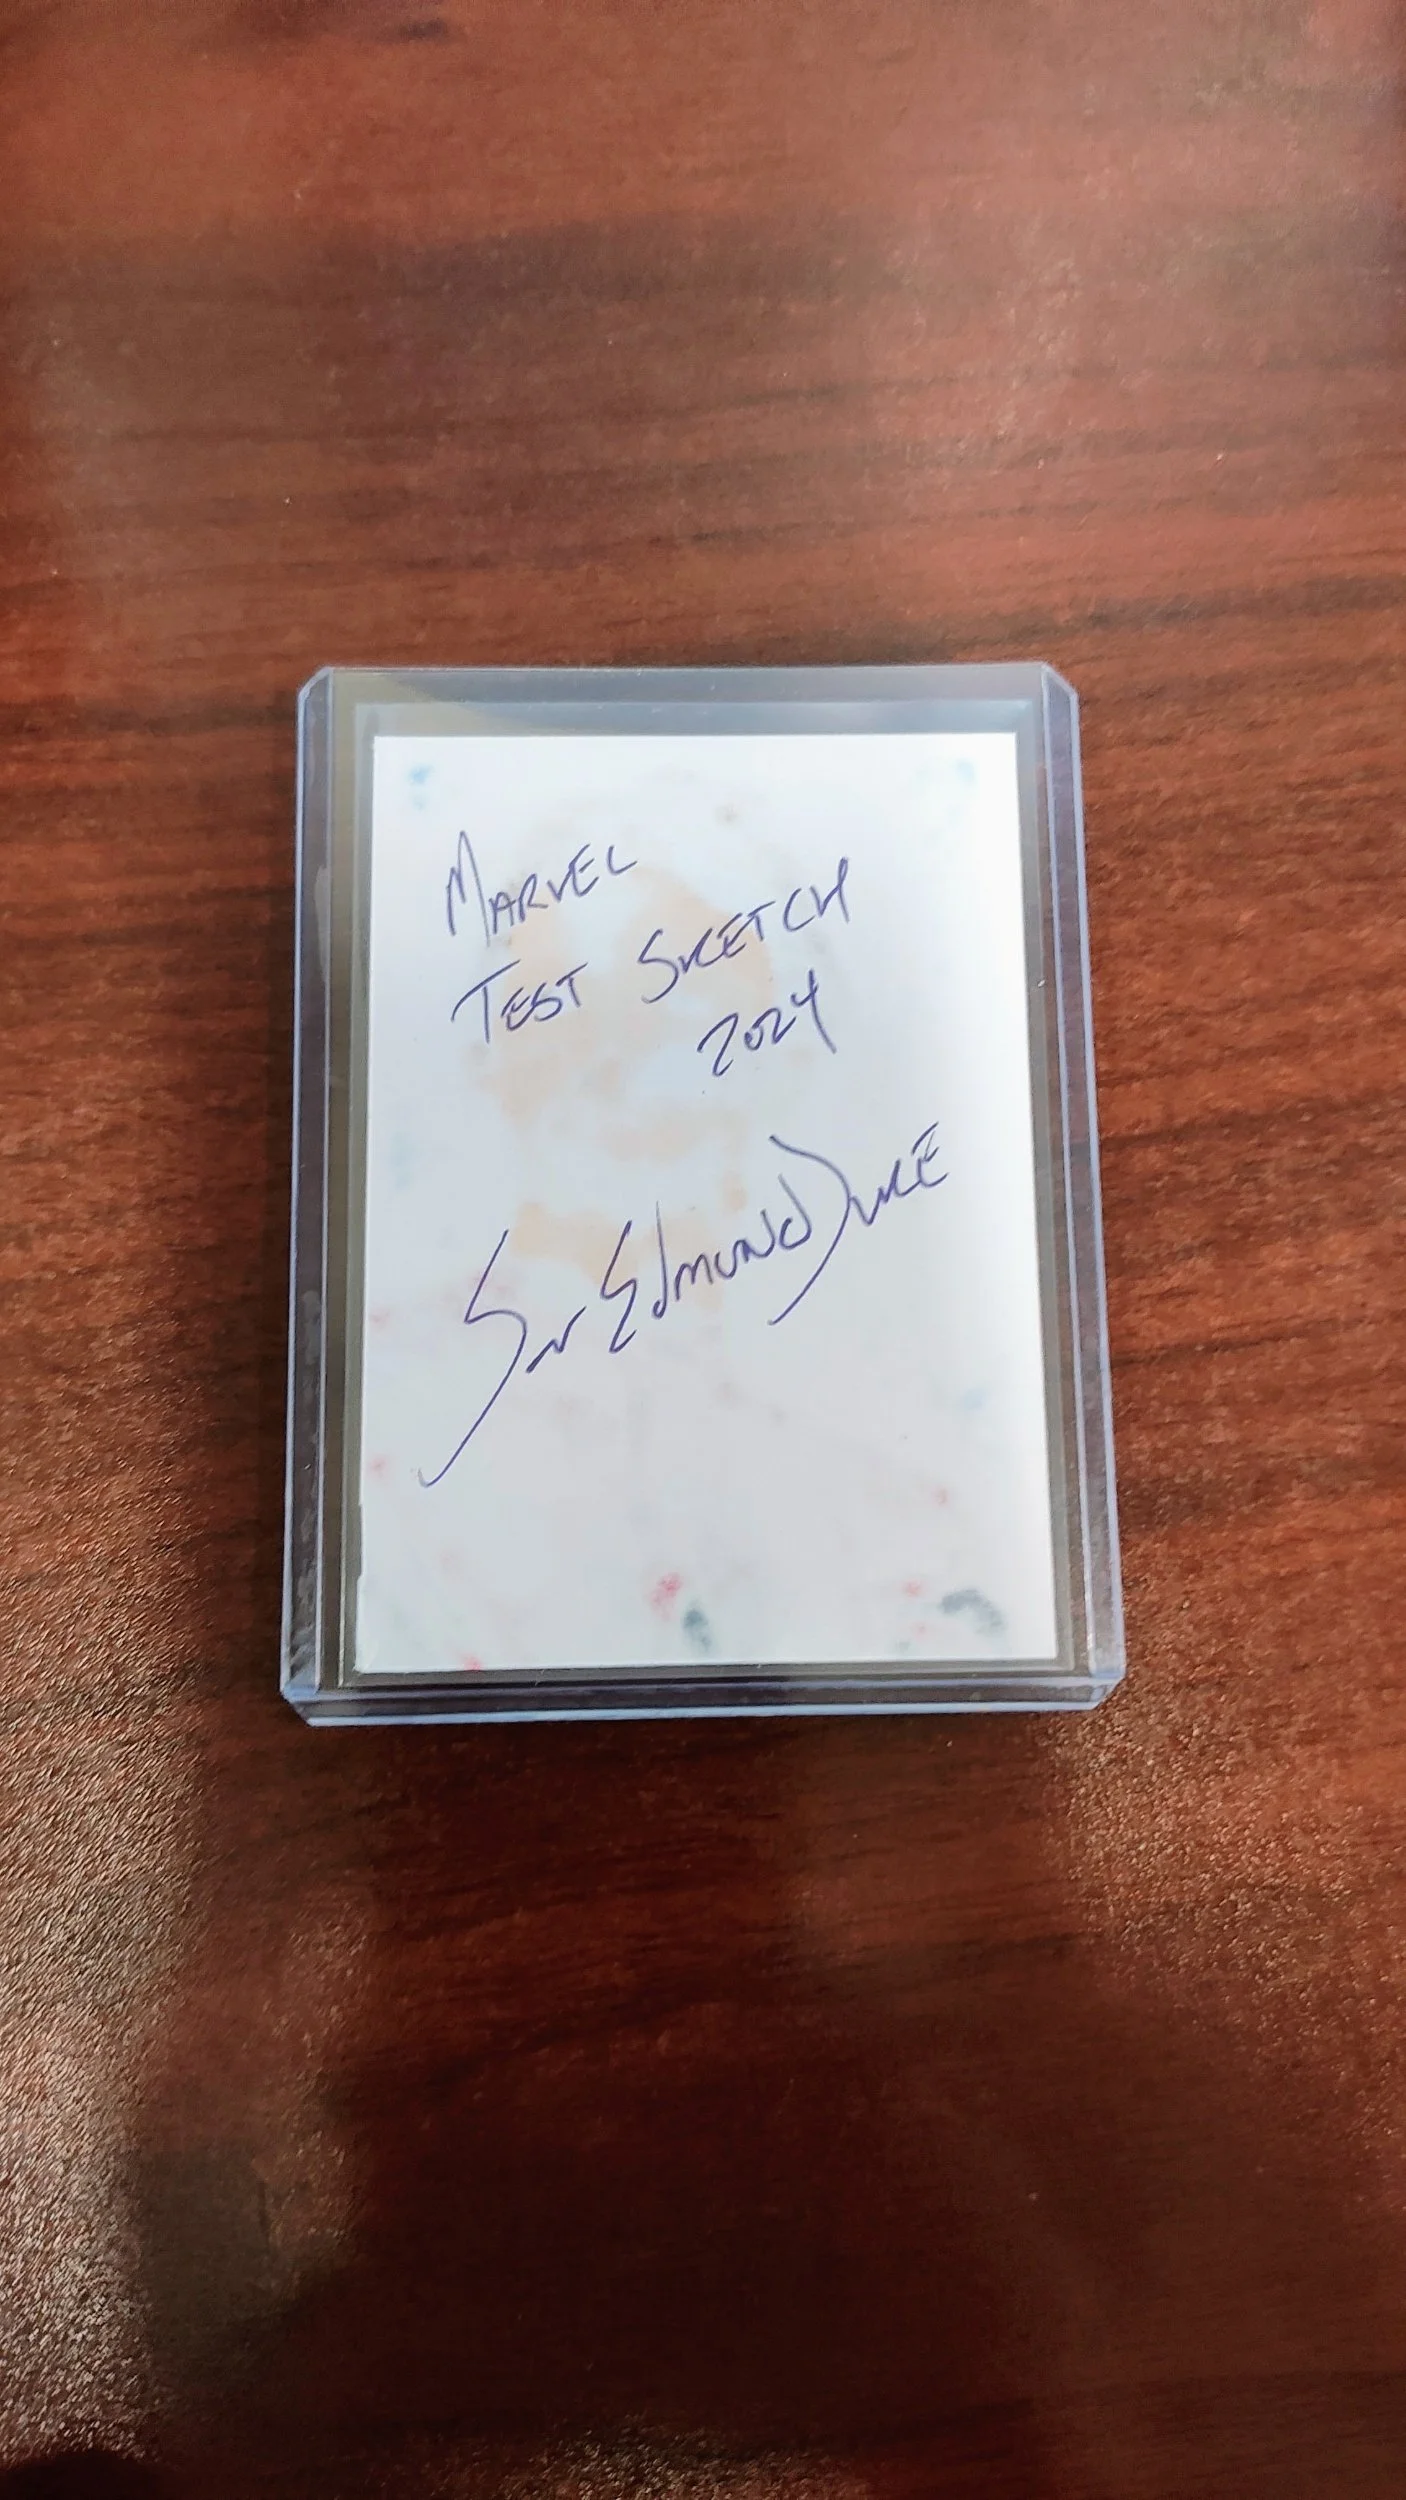 MARVEL
TEST SKETCH
2024
Sir Edmund Duke